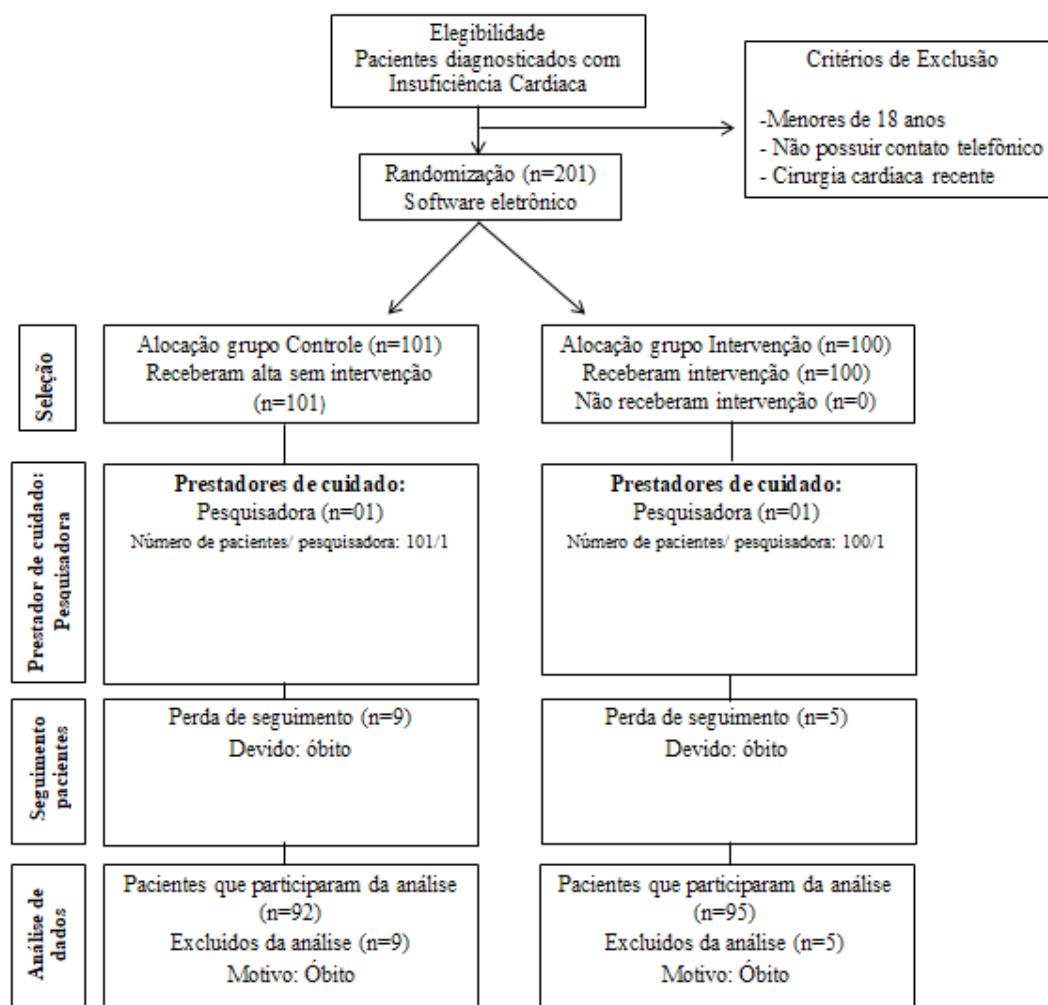 Elegibilidade
Pacientes diagnosticados com
Insuficiência Cardíaca
Critérios de Exclusão
-Menores de 18 anos
- Não possuir contato telefônico
- Cirurgia cardíaca recente
Randomização (n=201)
Software eletrônico
Seleção
Alocação grupo Controle (n=101)
Receberam alta sem intervenção
(n=101)
Alocação grupo Intervenção (n=100)
Receberam intervenção (n=100)
Não receberam intervenção (n=0)
Prestador de cuidado:
Pesquisadora
Prestadores de cuidado:
Pesquisadora (n=01)
Número de pacientes/ pesquisadora: 101/1
Prestadores de cuidado:
Pesquisadora (n=01)
Número de pacientes/ pesquisadora: 100/1
Seguimento
pacientes
Perda de seguimento (n=9)
Devido: óbito
Perda de seguimento (n=5)
Devido: óbito
Análise de
dados
Pacientes que participaram da análise
(n=92)
Excluídos da análise (n=9)
Motivo: Óbito
Pacientes que participaram da análise
(n=95)
Excluídos da análise (n=5)
Motivo: Óbito